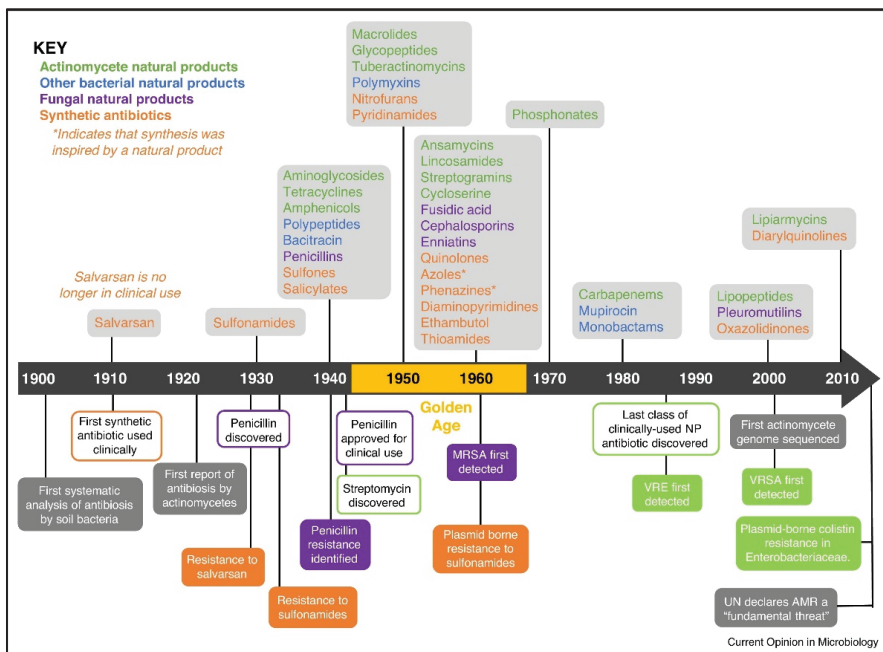 KEY
Actinomycete natural products
Other bacterial natural products
Fungal natural products
Synthetic antibiotics
*Indicates that synthesis was
inspired by a natural product
Salvarsan is no
longer in clinical use
Salvarsan
Sulfonamides
Aminoglycosides
Tetracyclines
Amphenicols
Polypeptides
Bacitracin
Penicillins
Sulfones
Salicylates
Macrolides
Glycopeptides
Tuberactinomycins
Polymyxins
Nitrofurans
Pyridinamides
Ansamycins
Lincosamides
Streptogramins
Cycloserine
Fusidic acid
Cephalosporins
Enniatins
Quinolones
Azoles*
Phenazines*
Diaminopyrimidines
Ethambutol
Thioamides
Phosphonates
Carbapenems
Mupirocin
Monobactams
Lipopeptides
Pleuromutilins
Oxazolidinones
Lipiarmycins
Diarylquinolines
1900 1910 1920 1930 1940 1950 1960 1970 1980 1990 2000 2010
Golden
Age
First systematic
analysis of antibiosis
by soil bacteria
First synthetic
antibiotic used
clinically
First report of
antibiosis by
actinomycetes
Penicillin
discovered
Resistance to
salvarsan
Resistance to
sulfonamides
Penicillin
resistance
identified
Penicillin
approved for
clinical use
Streptomycin
discovered
MRSA first
detected
Plasmid borne
resistance to
sulfonamides
Last class of
clinically-used NP
antibiotic discovered
VRE first
detected
First actinomycete
genome sequenced
VRSA first
detected
Plasmid-borne colistin
resistance in
Enterobacteriaceae.
UN declares AMR a
“fundamental threat”
Current Opinion in Microbiology